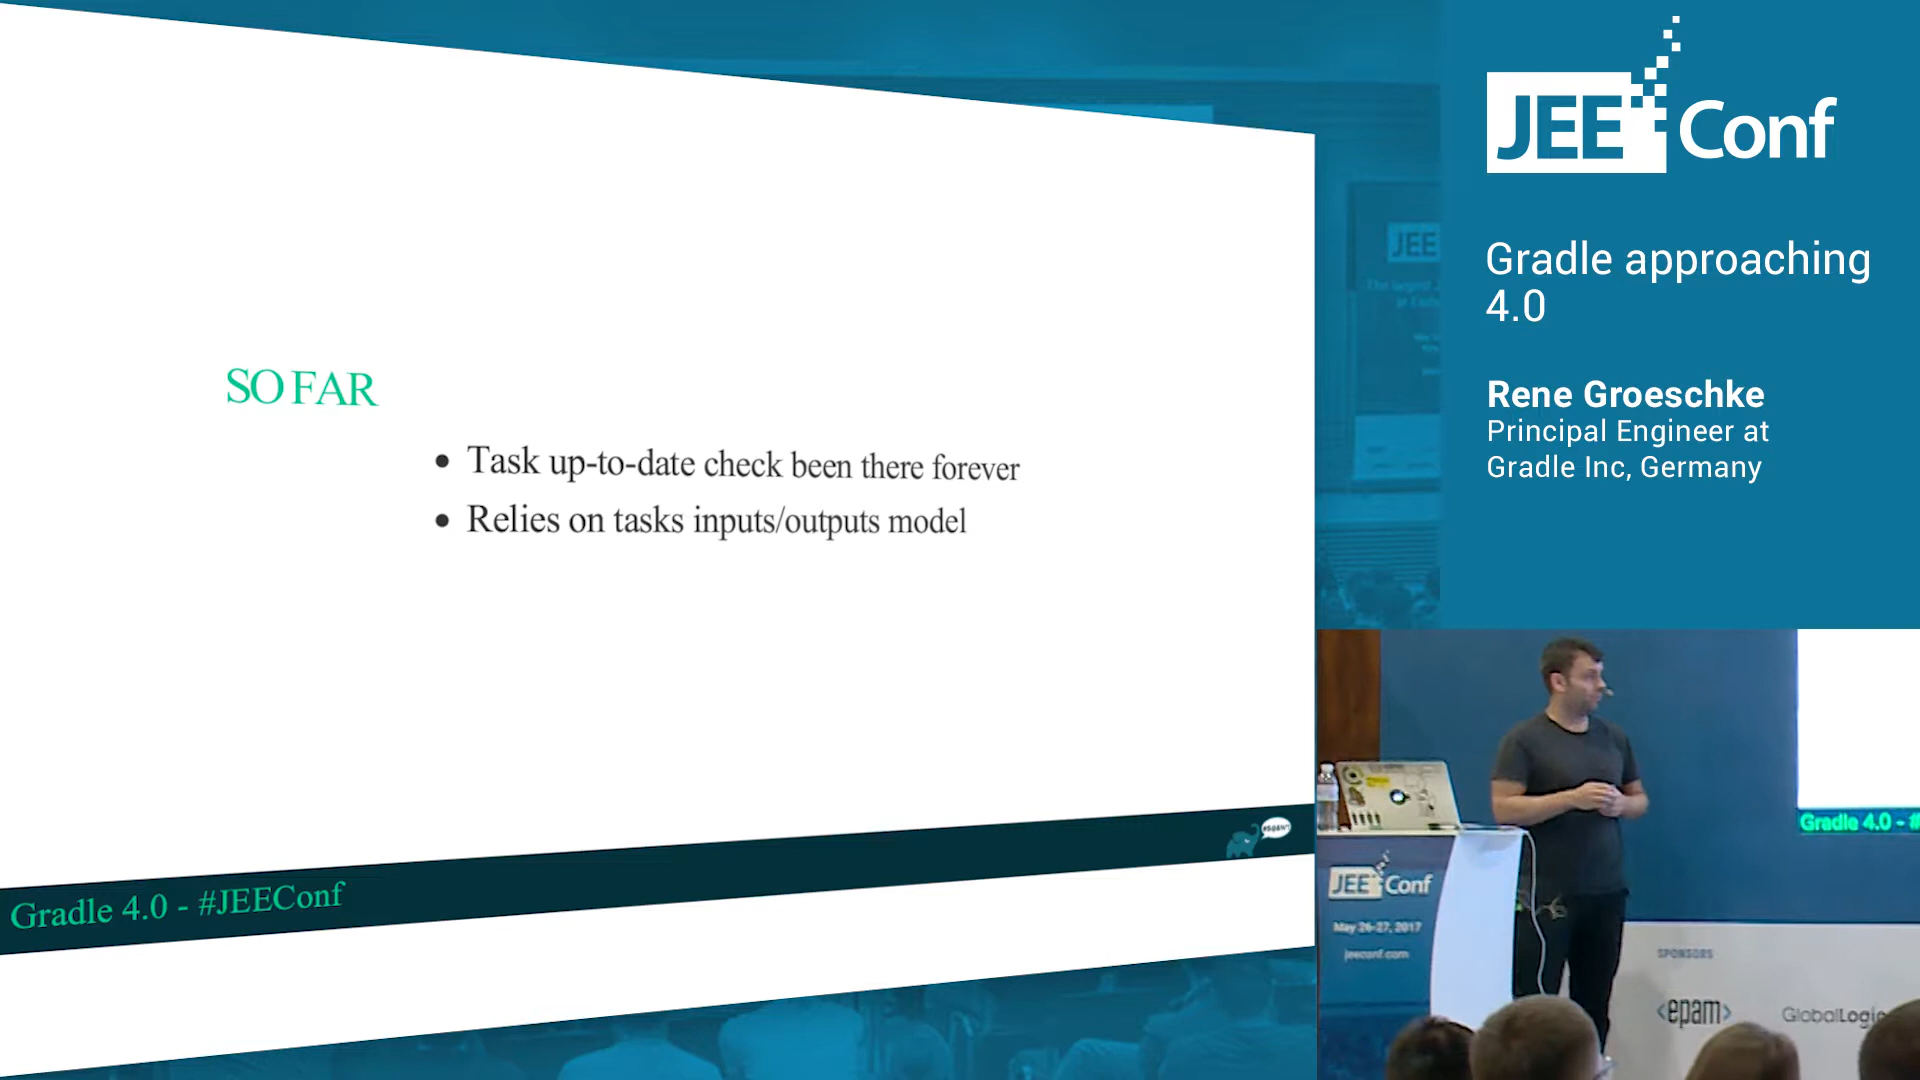 SO FAR
• Task up-to-date check been there forever
• Relies on tasks inputs/outputs model
Gradle 4.0 - #JEEConf
JEE Conf
Gradle approaching
4.0
Rene Groeschke
Principal Engineer at
Gradle Inc, Germany
JEE
Gradle 4.0 - #
JEE Conf
May 26-27, 2017
jeeconf.com
SPONSORS
<epam>
GlobalLogic